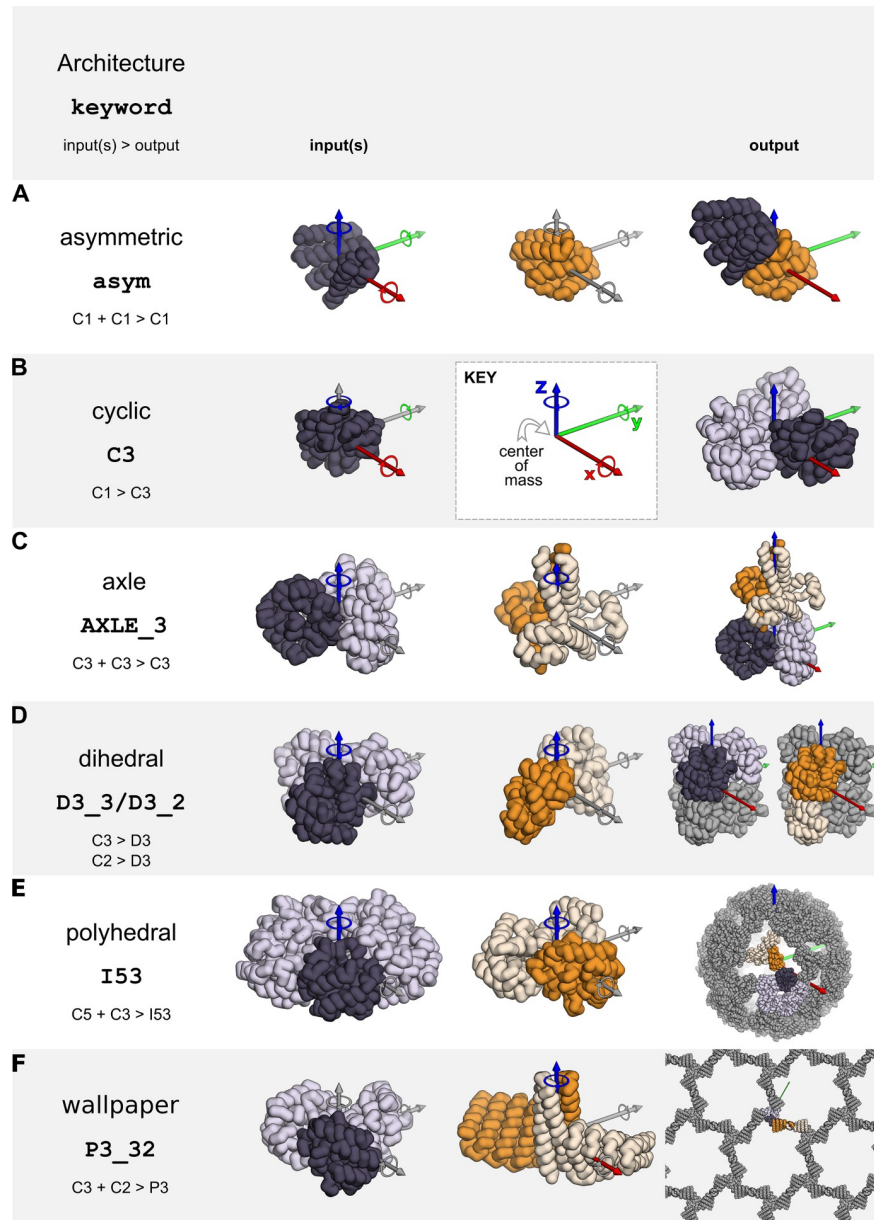 Architecture
keyword
input(s) > output
input(s)
output
A
asymmetric
asym
C1 + C1 > C1
B
cyclic
C3
C1 > C3
KEY
z
y
x
center
of
mass
C
axle
AXLE_3
C3 + C3 > C3
D
dihedral
D3_3/D3_2
C3 > D3
C2 > D3
E
polyhedral
I53
C5 + C3 > I53
F
wallpaper
P3_32
C3 + C2 > P3